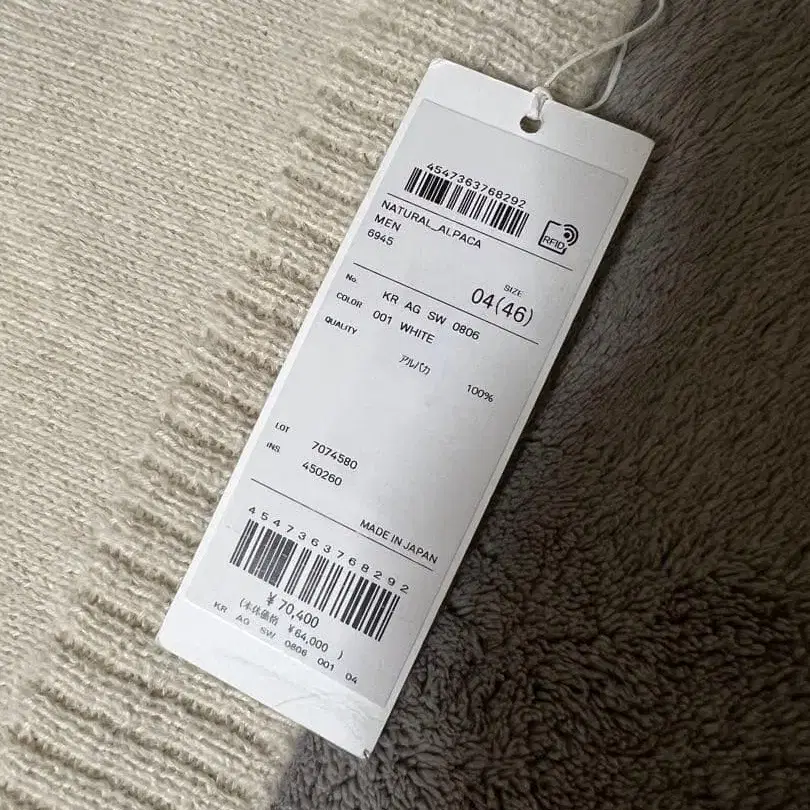 4547363768292
NATURAL_ALPACA
MEN
6945
RFID
SIZE
04(46)
No. KR AG SW 0806
COLOR 001 WHITE
QUALITY
アルパカ 100%
LOT 7074580
INS. 450260
MADE IN JAPAN
4547363768292
¥ 70,400
(本体価格 ¥64,000 )
KR AG SW 0806 001 04